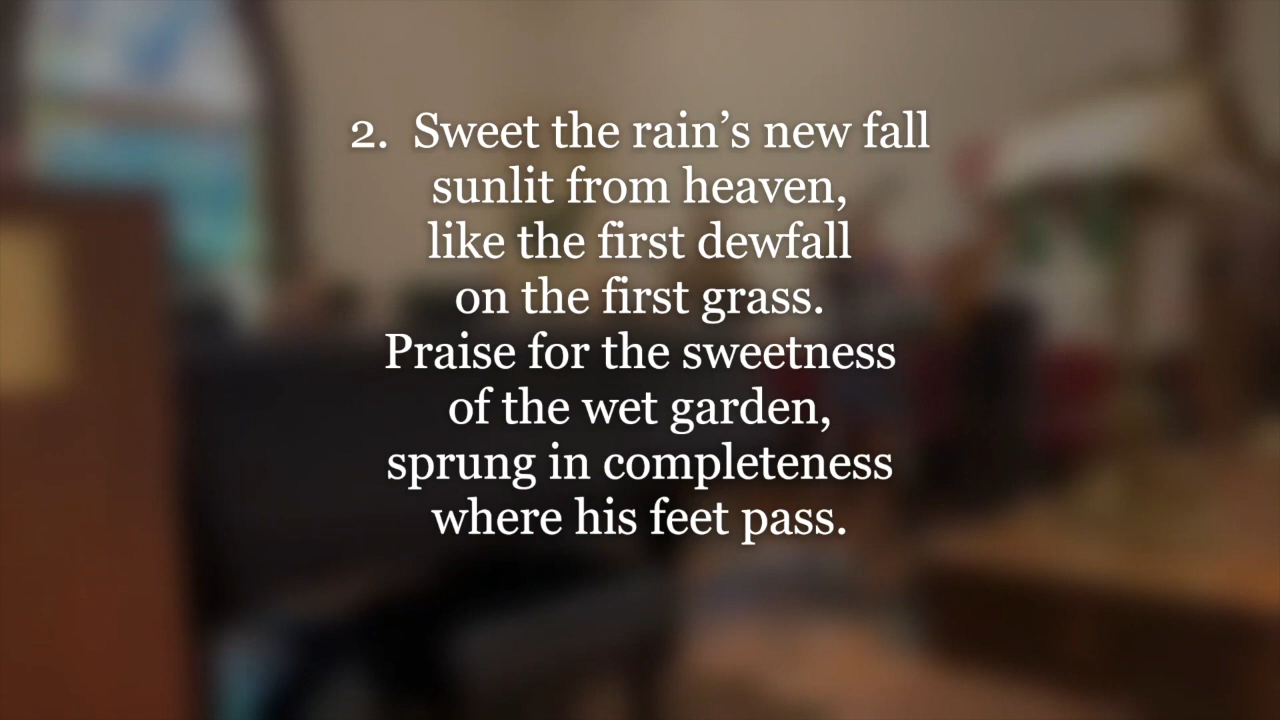 2. Sweet the rain’s new fall
sunlit from heaven,
like the first dewfall
on the first grass.
Praise for the sweetness
of the wet garden,
sprung in completeness
where his feet pass.